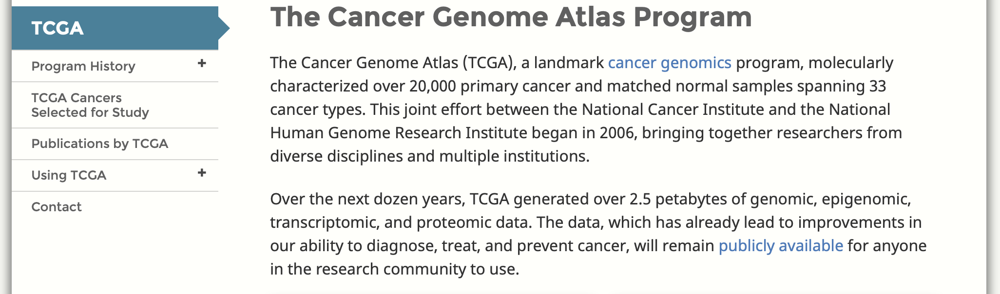 TCGA
Program History +
TCGA Cancers
Selected for Study
Publications by TCGA
Using TCGA +
Contact
The Cancer Genome Atlas Program
The Cancer Genome Atlas (TCGA), a landmark cancer genomics program, molecularly
characterized over 20,000 primary cancer and matched normal samples spanning 33
cancer types. This joint effort between the National Cancer Institute and the National
Human Genome Research Institute began in 2006, bringing together researchers from
diverse disciplines and multiple institutions.
Over the next dozen years, TCGA generated over 2.5 petabytes of genomic, epigenomic,
transcriptomic, and proteomic data. The data, which has already lead to improvements in
our ability to diagnose, treat, and prevent cancer, will remain publicly available for anyone
in the research community to use.